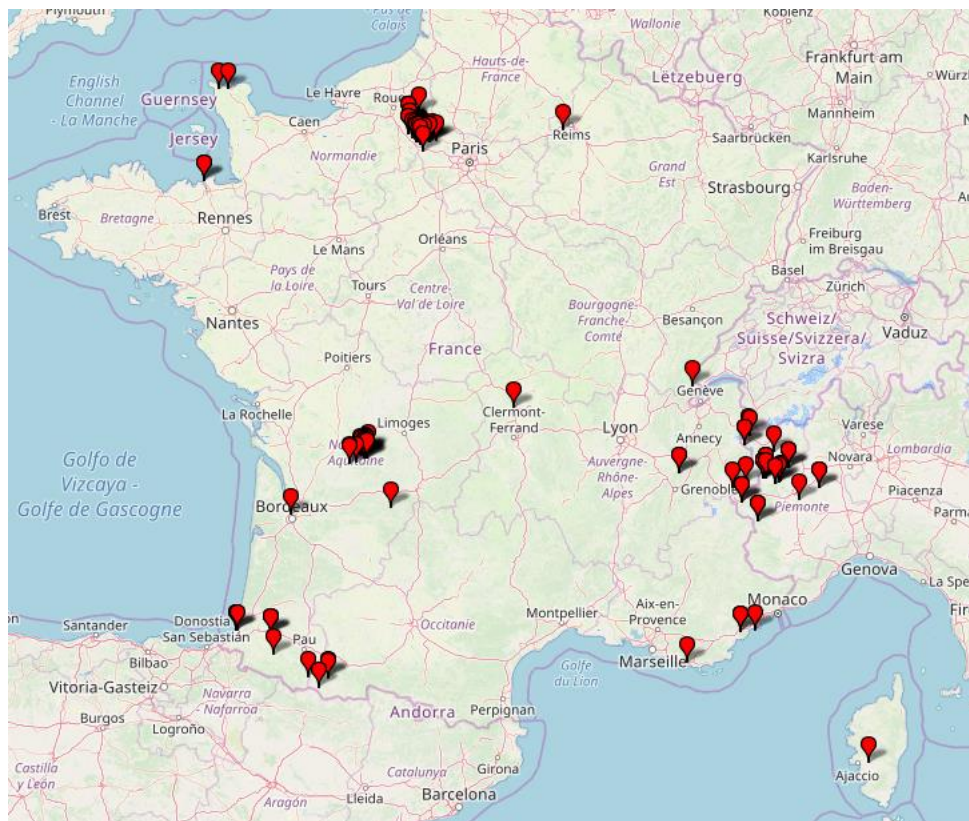 Plymouth
Pas de
Calais
Wallonie
Koblenz
Hauts-de-
France
Lëtzebuerg
Frankfurt am
Main
English
Channel
- La Manche
Guernsey
Le Havre
Rou
Mannheim
Jersey
Caen
Reims
Saarbrücken
Normandie
Paris
Karlsruhe
Grand
Est
Strasbourg
Baden-
Württemberg
Brest
Bretagne
Rennes
Le Mans
Orléans
Freiburg
im Breisgau
Pays de
la Loire
Tours
Centre-
Val de Loire
Basel
Zürich
Bourgogne-
Franche-
Comté
Besançon
Nantes
Schweiz/
Suisse/Svizzera/
Svizra
Vaduz
France
Poitiers
Genève
La Rochelle
Limoges
Clermont-
Ferrand
Lyon
Annecy
Varese
Lombardia
Novara
Aquitaine
Golfo de
Vizcaya -
Golfe de Gascogne
Auvergne-
Rhône-
Alpes
Grenoble
Piacenza
Bordeaux
Piemonte
Parma
Genova
La Spe
Monaco
Donostia
San Sebastián
Santander
Bilbao
Pau
Occitanie
Montpellier
Aix-en-
Provence
Marseille
Golfe
du Lion
Vitoria-Gasteiz
Navarra
- Nafarroa
Andorra
Perpignan
Burgos
Logroño
Girona
Castilla
y León
Catalunya
Aragón
Lleida
Barcelona
Ajaccio